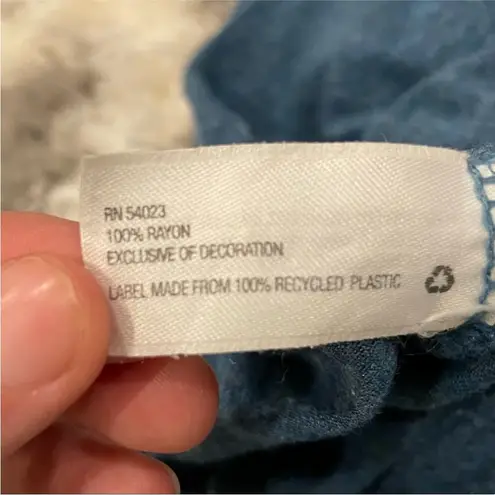 RN 54023
100% RAYON
EXCLUSIVE OF DECORATION
LABEL MADE FROM 100% RECYCLED PLASTIC